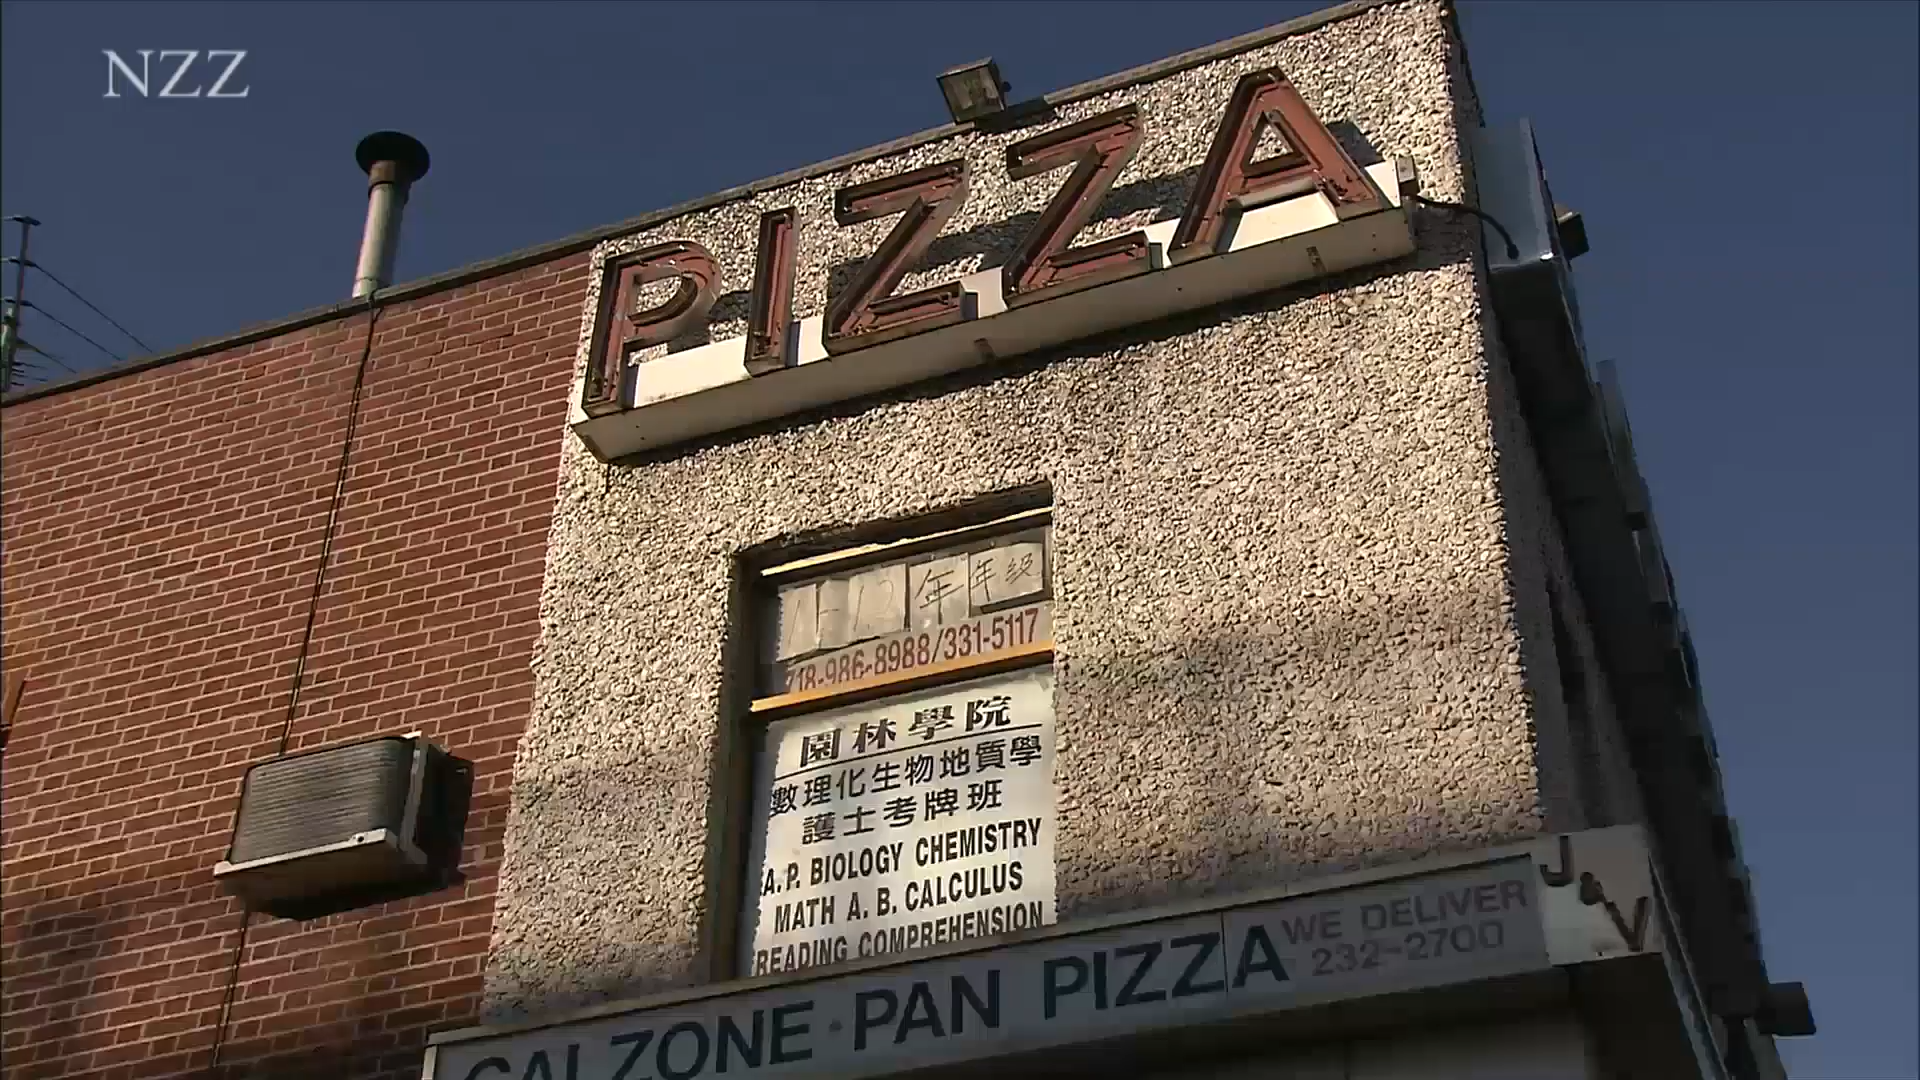 NZZ
PIZZA
年年级
718-986-8988/331-5117
園林學院
數理化生物地質學
護士考牌班
A.P. BIOLOGY CHEMISTRY
MATH A.B. CALCULUS
READING COMPREHENSION
J&V
CALZONE·PAN PIZZA WE DELIVER
232-2700